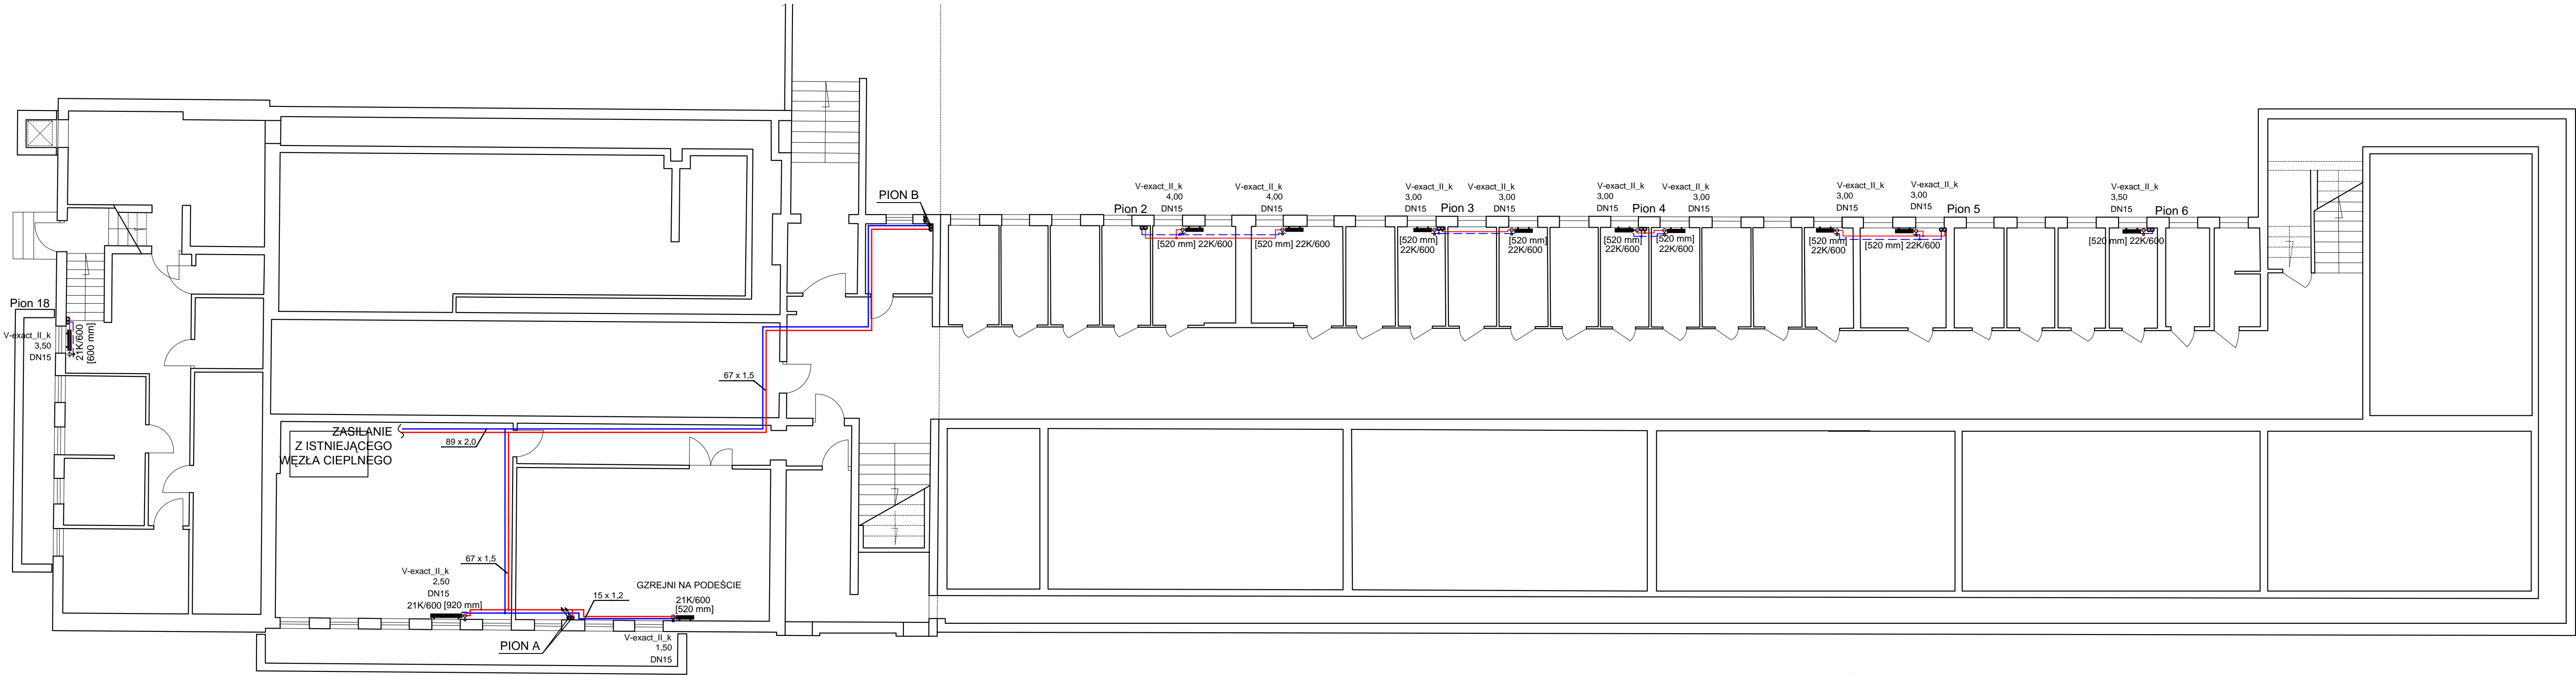 PION B
Pion 2
V-exact_II_k
4,00
DN15
[520 mm] 22K/600
V-exact_II_k
4,00
DN15
[520 mm] 22K/600
V-exact_II_k
3,00
DN15
[520 mm]
22K/600
Pion 3
V-exact_II_k
3,00
DN15
[520 mm]
22K/600
V-exact_II_k
3,00
DN15
[520 mm]
22K/600
Pion 4
V-exact_II_k
3,00
DN15
[520 mm]
22K/600
V-exact_II_k
3,00
DN15
[520 mm]
22K/600
V-exact_II_k
3,00
DN15
[520 mm] 22K/600
Pion 5
V-exact_II_k
3,50
DN15
[520 mm] 22K/600
Pion 6
Pion 18
V-exact_II_k
3,50
DN15
21K/600
[600 mm]
67 x 1,5
ZASILANIE
Z ISTNIEJĄCEGO
WĘZŁA CIEPLNEGO
89 x 2,0
67 x 1,5
V-exact_II_k
2,50
DN15
21K/600 [920 mm]
GZREJNI NA PODEŚCIE
15 x 1,2
21K/600
[520 mm]
PION A
V-exact_II_k
1,50
DN15